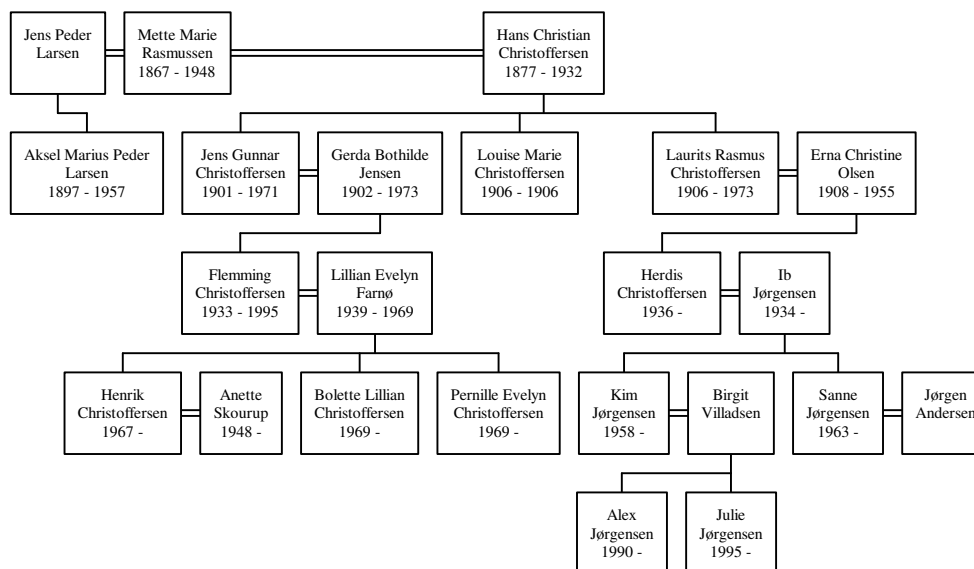 Jens Peder
Larsen
Mette Marie
Rasmussen
1867 - 1948
Hans Christian
Christoffersen
1877 - 1932
Aksel Marius Peder
Larsen
1897 - 1957
Jens Gunnar
Christoffersen
1901 - 1971
Gerda Bothilde
Jensen
1902 - 1973
Louise Marie
Christoffersen
1906 - 1906
Laurits Rasmus
Christoffersen
1906 - 1973
Erna Christine
Olsen
1908 - 1955
Flemming
Christoffersen
1933 - 1995
Lillian Evelyn
Farnø
1939 - 1969
Herdis
Christoffersen
1936 -
Ib
Jørgensen
1934 -
Henrik
Christoffersen
1967 -
Anette
Skourup
1948 -
Bolette Lillian
Christoffersen
1969 -
Pernille Evelyn
Christoffersen
1969 -
Kim
Jørgensen
1958 -
Birgit
Villadsen
Sanne
Jørgensen
1963 -
Jørgen
Andersen
Alex
Jørgensen
1990 -
Julie
Jørgensen
1995 -